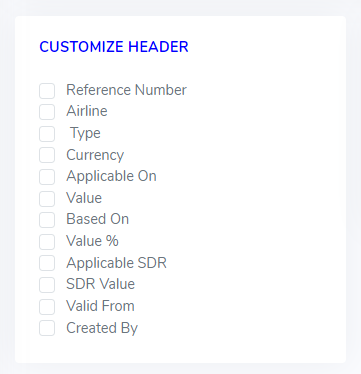 CUSTOMIZE HEADER
Reference Number
Airline
Type
Currency
Applicable On
Value
Based On
Value %
Applicable SDR
SDR Value
Valid From
Created By